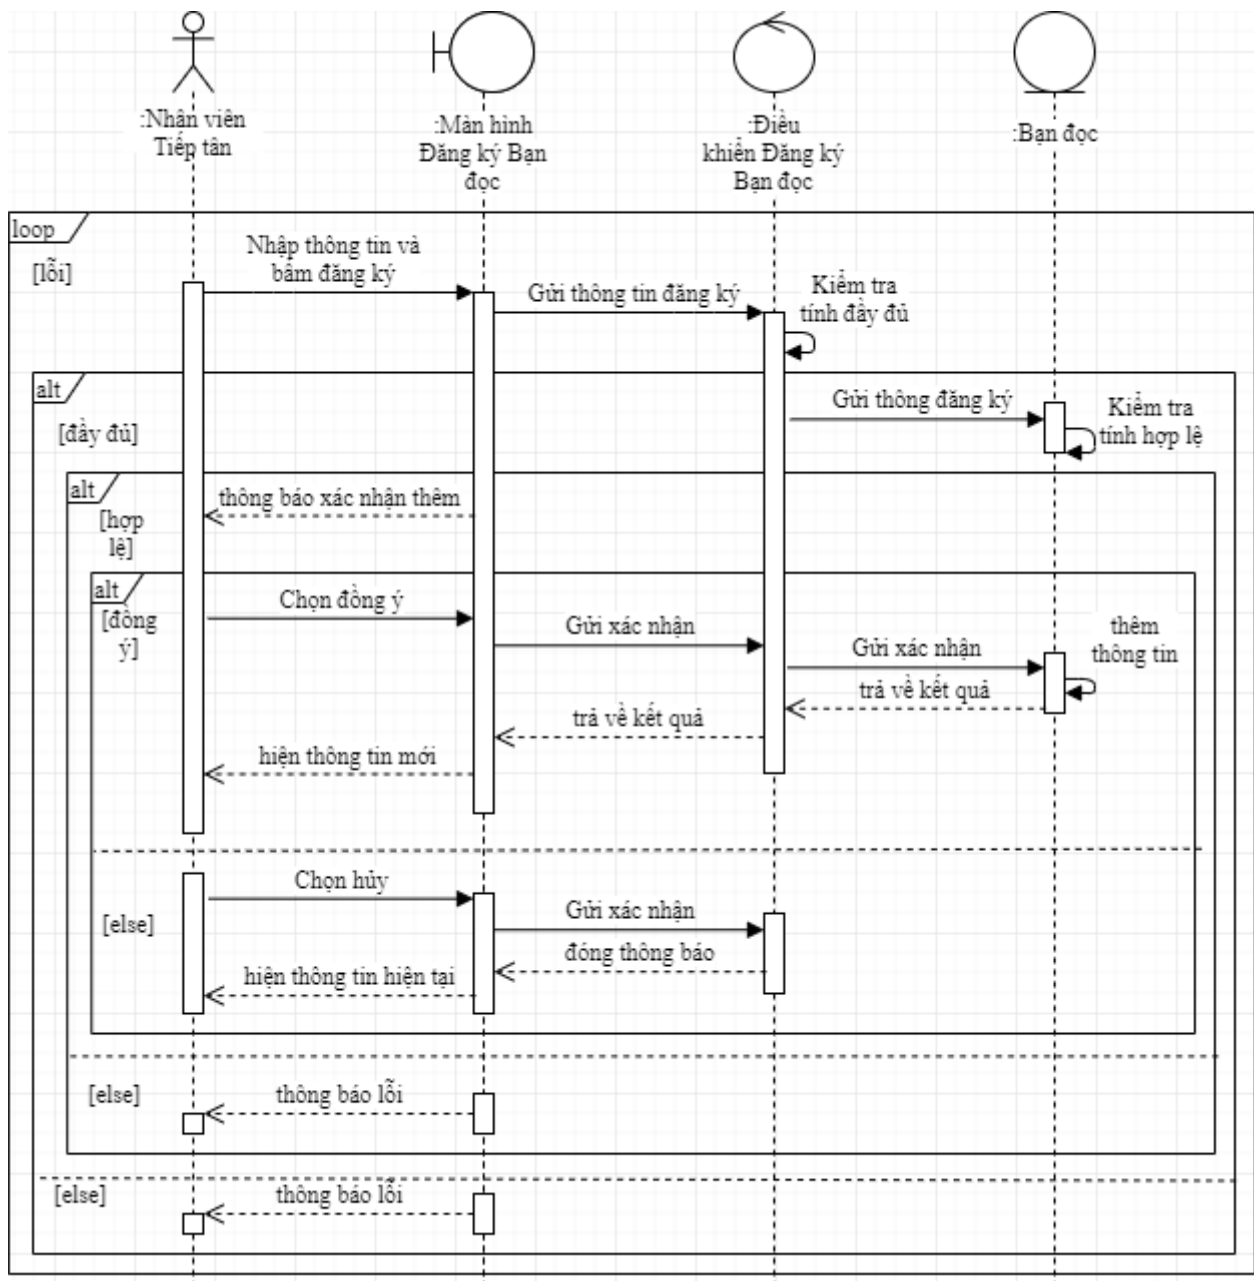 :Nhân viên
Tiếp tân
:Màn hình
Đăng ký Bạn
đọc
:Điều
khiển Đăng ký
Bạn đọc
:Bạn đọc
loop
[lỗi]
Nhập thông tin và
bấm đăng ký
Gửi thông tin đăng ký
Kiểm tra
tính đầy đủ
alt
[đầy đủ]
Gửi thông đăng ký
Kiểm tra
tính hợp lệ
alt
[hợp
lệ]
thông báo xác nhận thêm
alt
[đồng
ý]
Chọn đồng ý
Gửi xác nhận
Gửi xác nhận
thêm
thông tin
trả về kết quả
trả về kết quả
hiện thông tin mới
Chọn hủy
[else]
Gửi xác nhận
đóng thông báo
hiện thông tin hiện tại
[else]
thông báo lỗi
[else]
thông báo lỗi